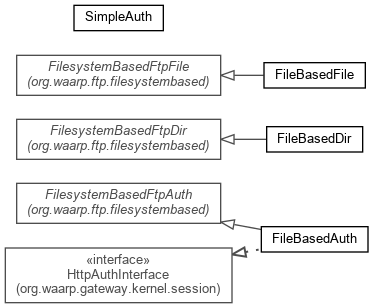 SimpleAuth
FilesystemBasedFtpFile
(org.waarp.ftp.filesystembased)
FileBasedFile
FilesystemBasedFtpDir
(org.waarp.ftp.filesystembased)
FileBasedDir
FilesystemBasedFtpAuth
(org.waarp.ftp.filesystembased)
FileBasedAuth
«interface»
HttpAuthInterface
(org.waarp.gateway.kernel.session)